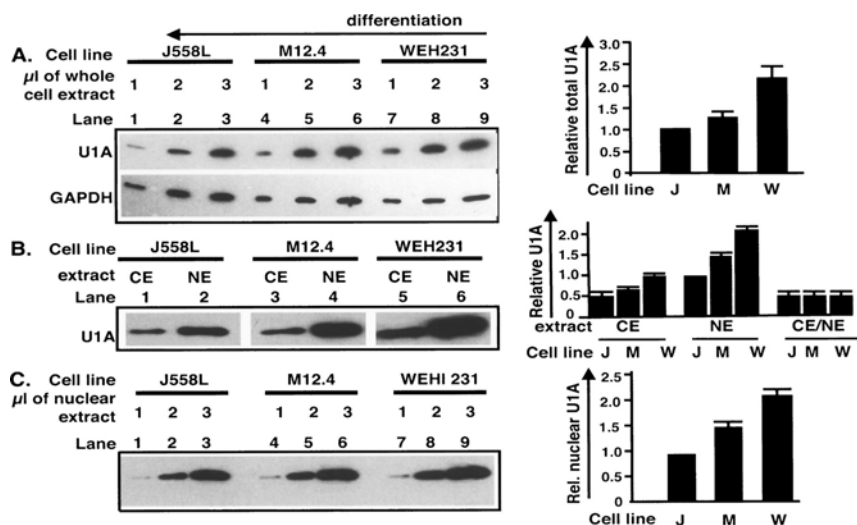 differentiation
A. Cell line J558L M12.4 WEH231
µl of whole cell extract 1 2 3 1 2 3 1 2 3
Lane 1 2 3 4 5 6 7 8 9
U1A
GAPDH
Relative total U1A
3.0
2.5
2.0
1.5
1.0
0.5
0
Cell line J M W
B. Cell line J558L M12.4 WEH231
extract CE NE CE NE CE NE
Lane 1 2 3 4 5 6
U1A
Relative U1A
2.0
1.5
1.0
0.5
extract CE NE CE/NE
Cell line J M W J M W J M W
C. Cell line J558L M12.4 WEHI 231
µl of nuclear extract 1 2 3 1 2 3 1 2 3
Lane 1 2 3 4 5 6 7 8 9
Rel. nuclear U1A
2.5
2.0
1.5
1.0
0.5
0
Cell line J M W